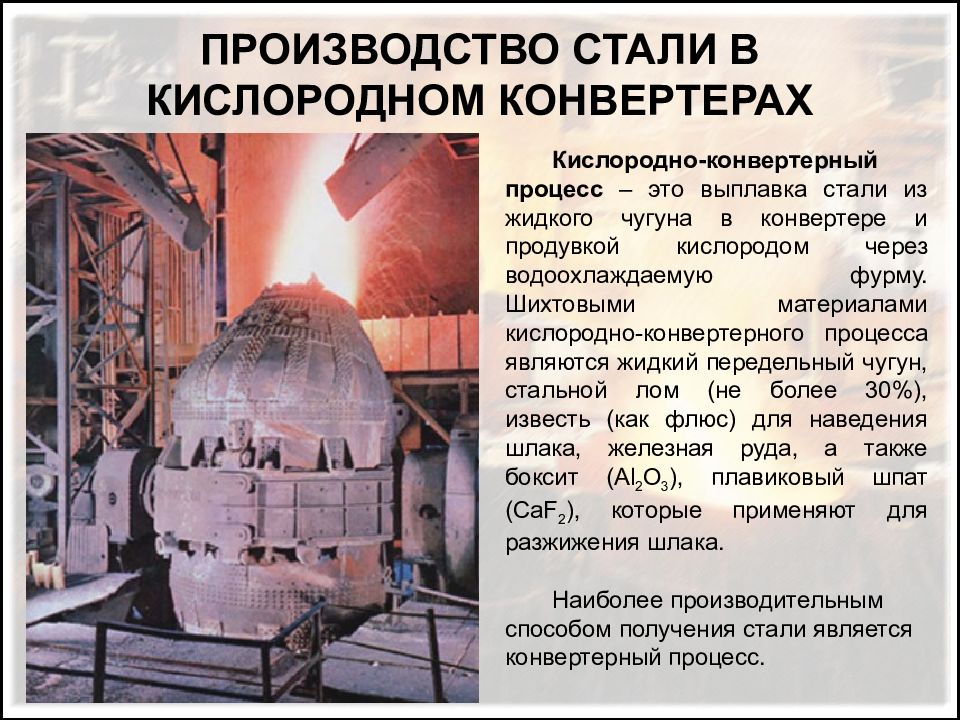 ПРОИЗВОДСТВО СТАЛИ В
КИСЛОРОДНОМ КОНВЕРТЕРАХ
Кислородно-конвертерный
процесс – это выплавка стали из
жидкого чугуна в конвертере и
продувкой кислородом через
водоохлаждаемую фурму.
Шихтовыми материалами
кислородно-конвертерного процесса
являются жидкий передельный чугун,
стальной лом (не более 30%),
известь (как флюс) для наведения
шлака, железная руда, а также
боксит (Al₂O₃), плавиковый шпат
(CaF₂), которые применяют для
разжижения шлака.
Наиболее производительным
способом получения стали является
конвертерный процесс.